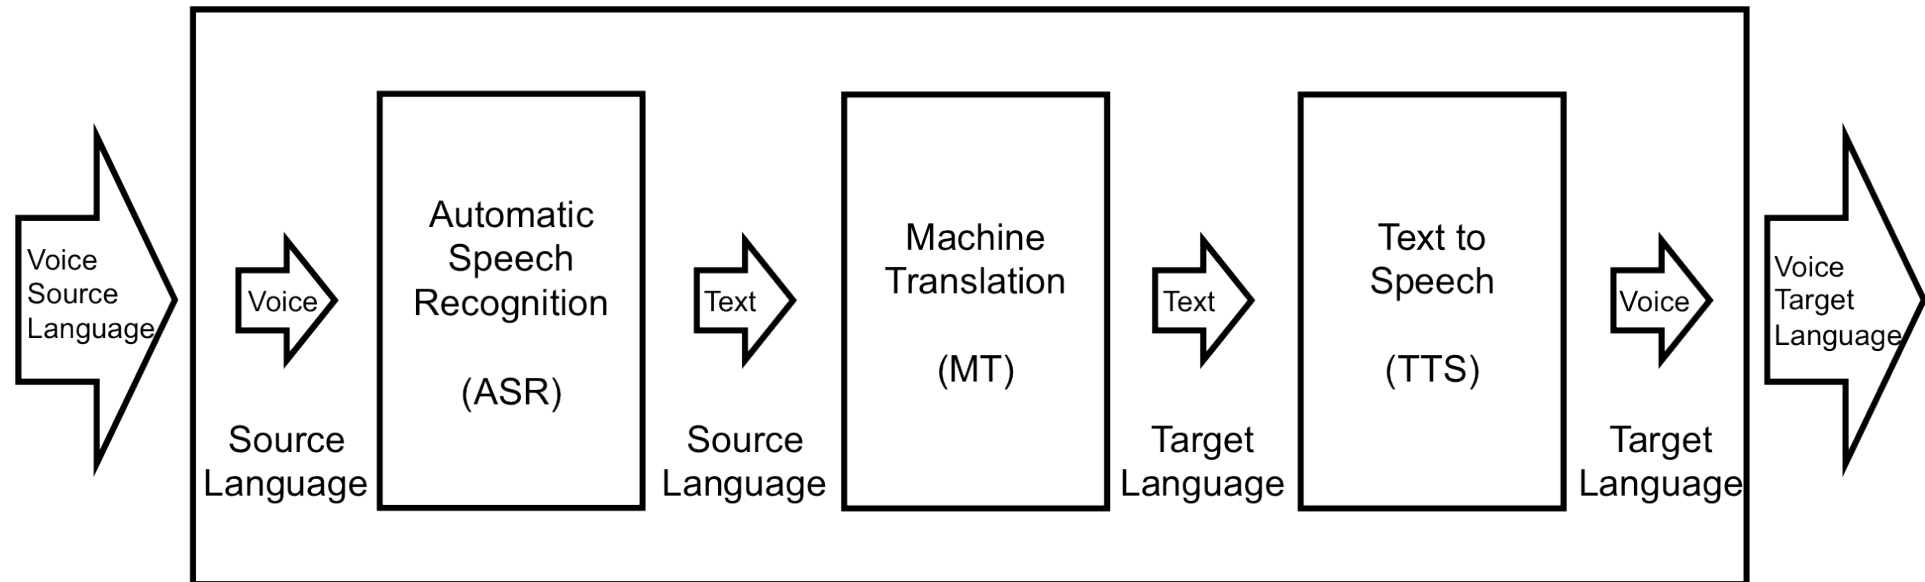 Voice
Source
Language
Voice
Source
Language
Automatic
Speech
Recognition
(ASR)
Text
Source
Language
Machine
Translation
(MT)
Text
Target
Language
Text to
Speech
(TTS)
Voice
Target
Language
Voice
Target
Language